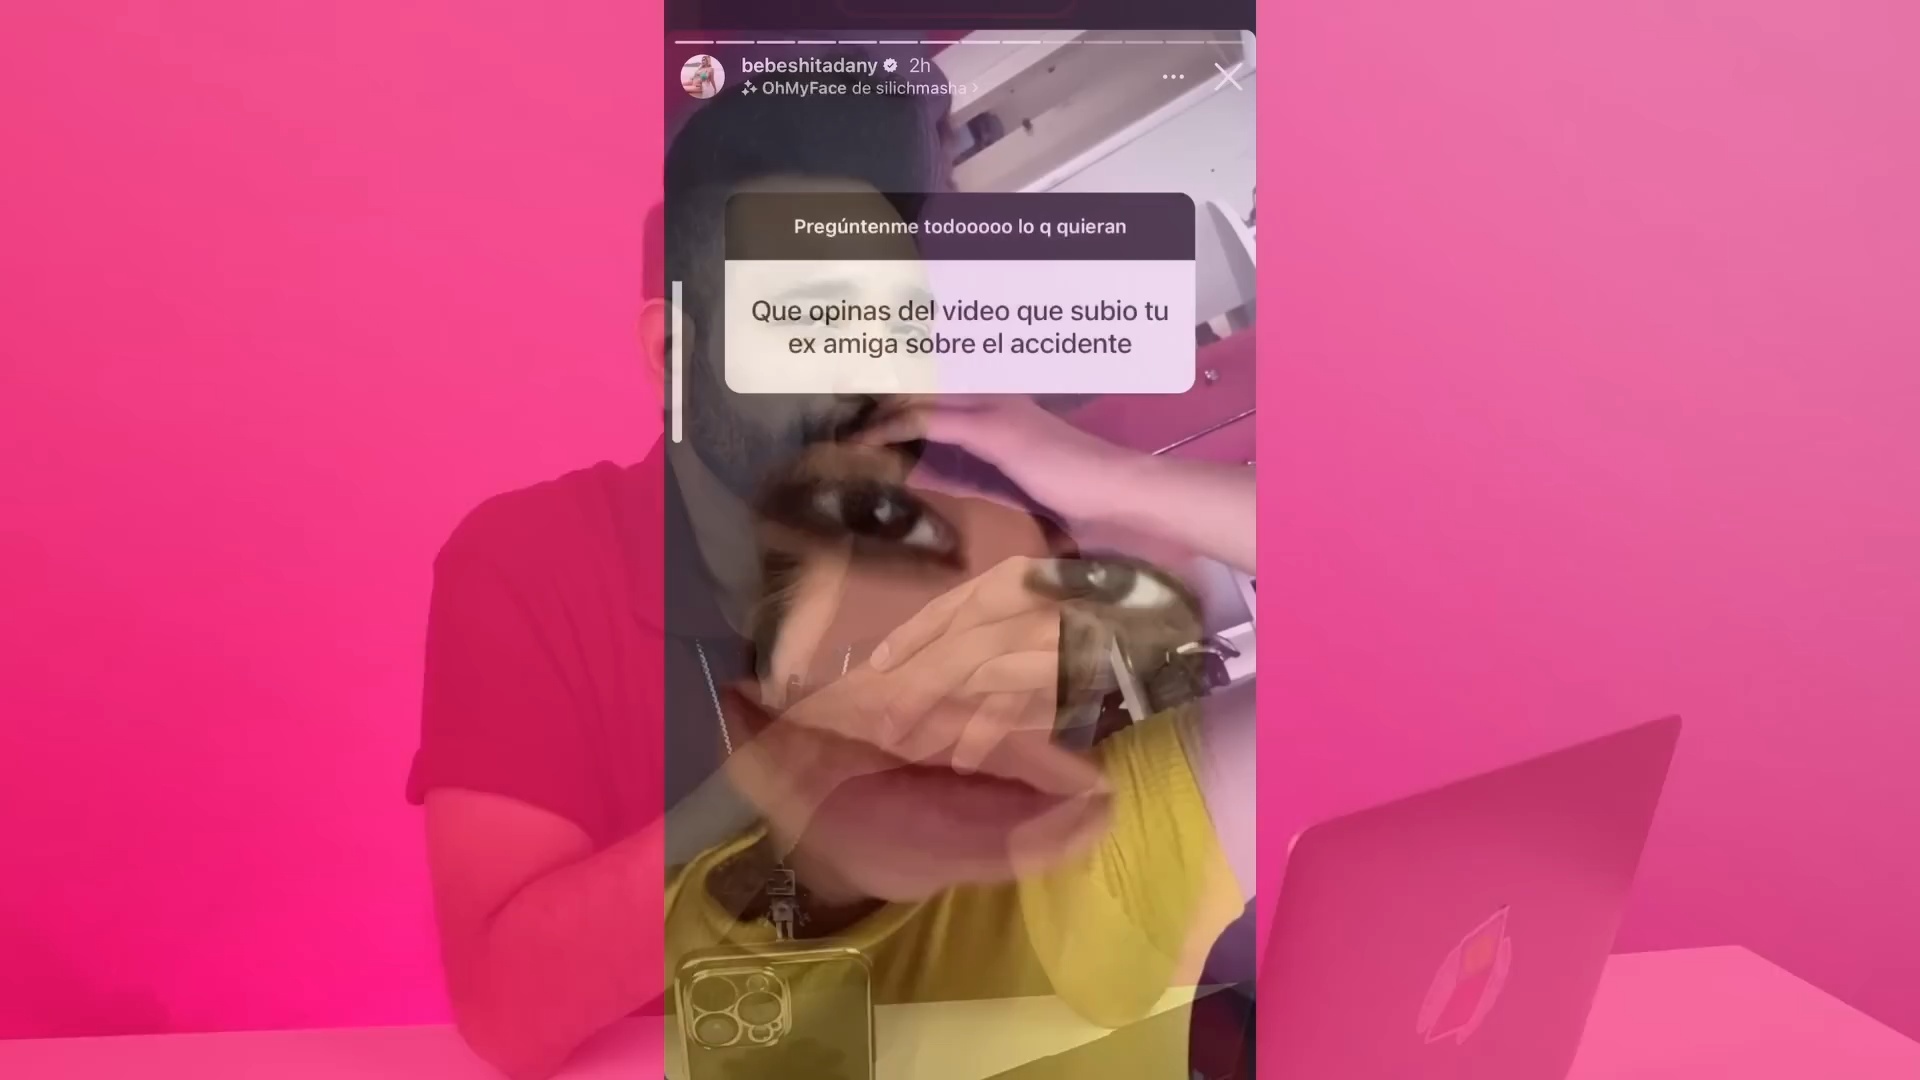 bebeshitadany 2h
OhMyFace de silichmasha
Pregúntenme todooooo lo q quieran
Que opinas del video que subio tu
ex amiga sobre el accidente